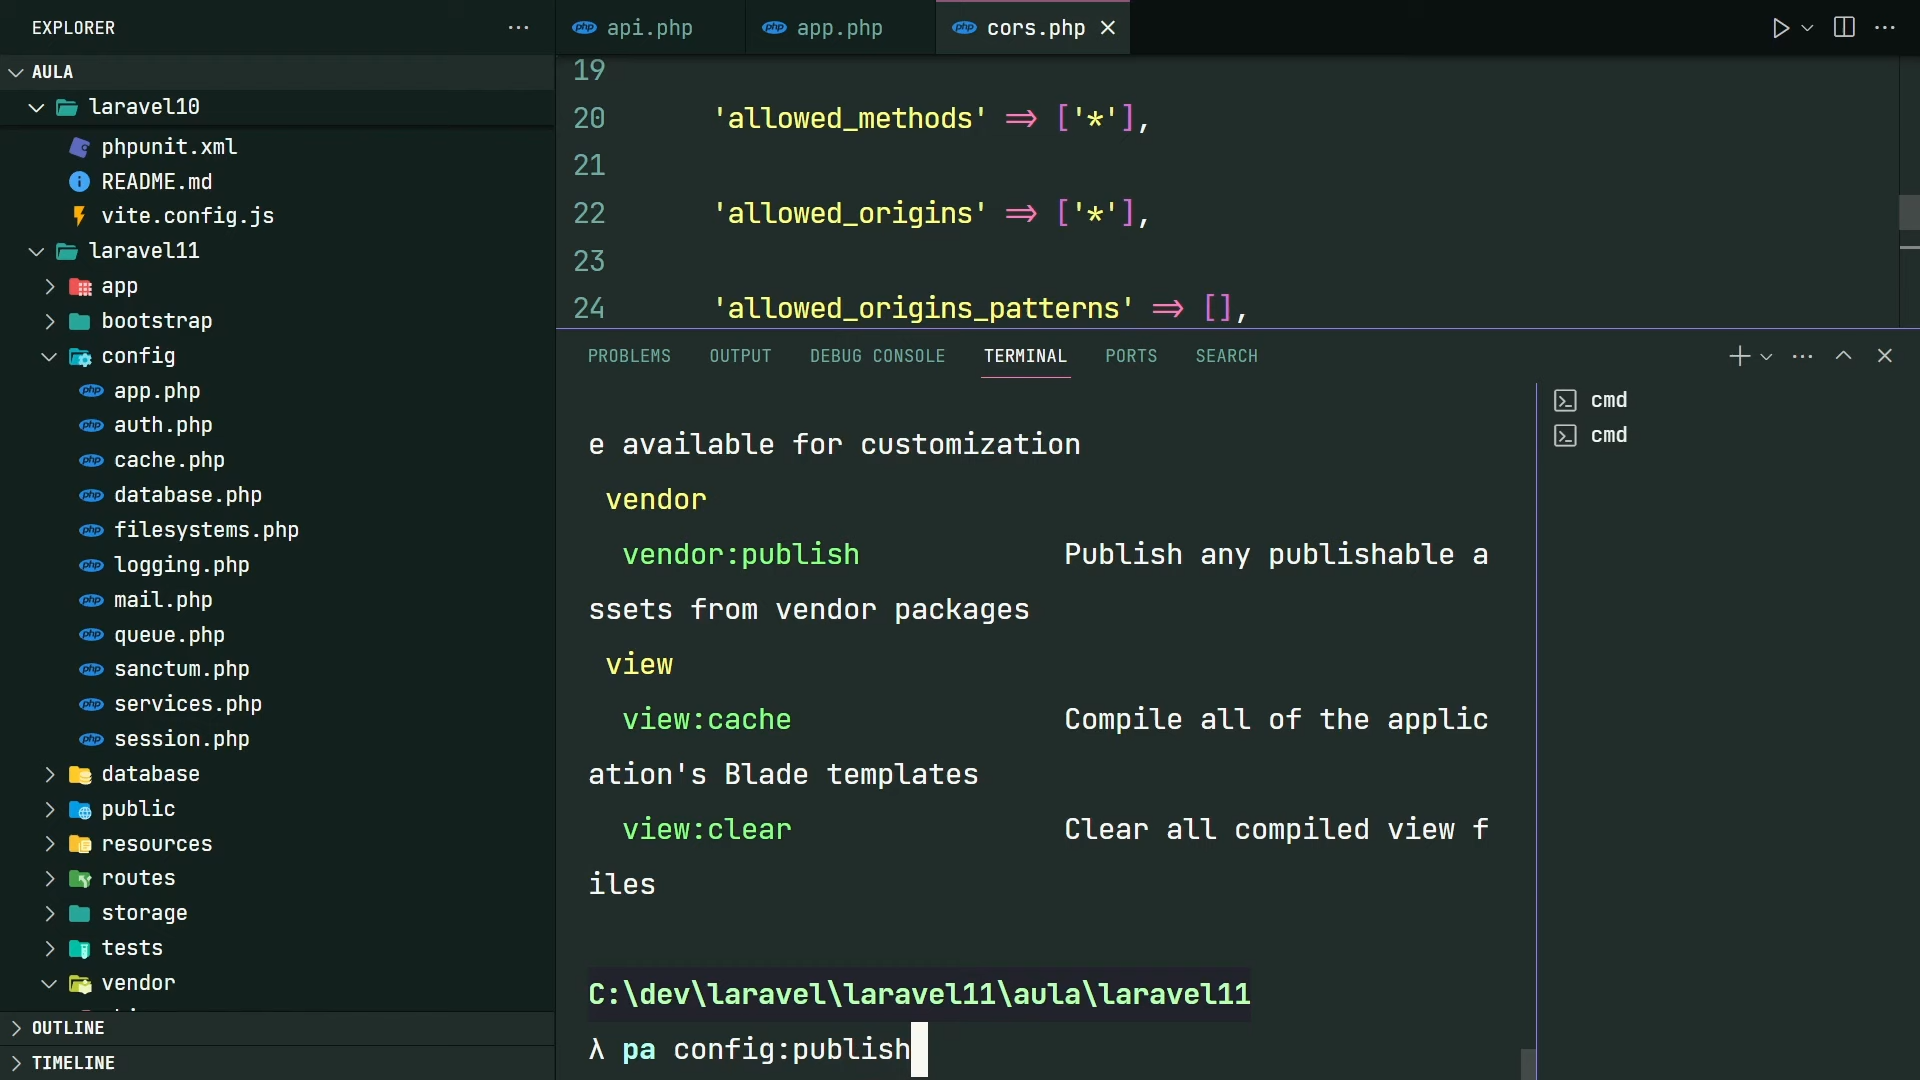 EXPLORER
AULA
laravel10
phpunit.xml
README.md
vite.config.js
laravel11
app
bootstrap
config
app.php
auth.php
cache.php
database.php
filesystems.php
logging.php
mail.php
queue.php
sanctum.php
services.php
session.php
database
public
resources
routes
storage
tests
vendor
OUTLINE
TIMELINE
api.php
app.php
cors.php
19
20 'allowed_methods' => ['*'],
21
22 'allowed_origins' => ['*'],
23
24 'allowed_origins_patterns' => [],
PROBLEMS OUTPUT DEBUG CONSOLE TERMINAL PORTS SEARCH
e available for customization
vendor
vendor:publish Publish any publishable a
ssets from vendor packages
view
view:cache Compile all of the applic
ation's Blade templates
view:clear Clear all compiled view f
iles
C:\dev\laravel\laravel11\aula\laravel11
λ pa config:publish
cmd
cmd